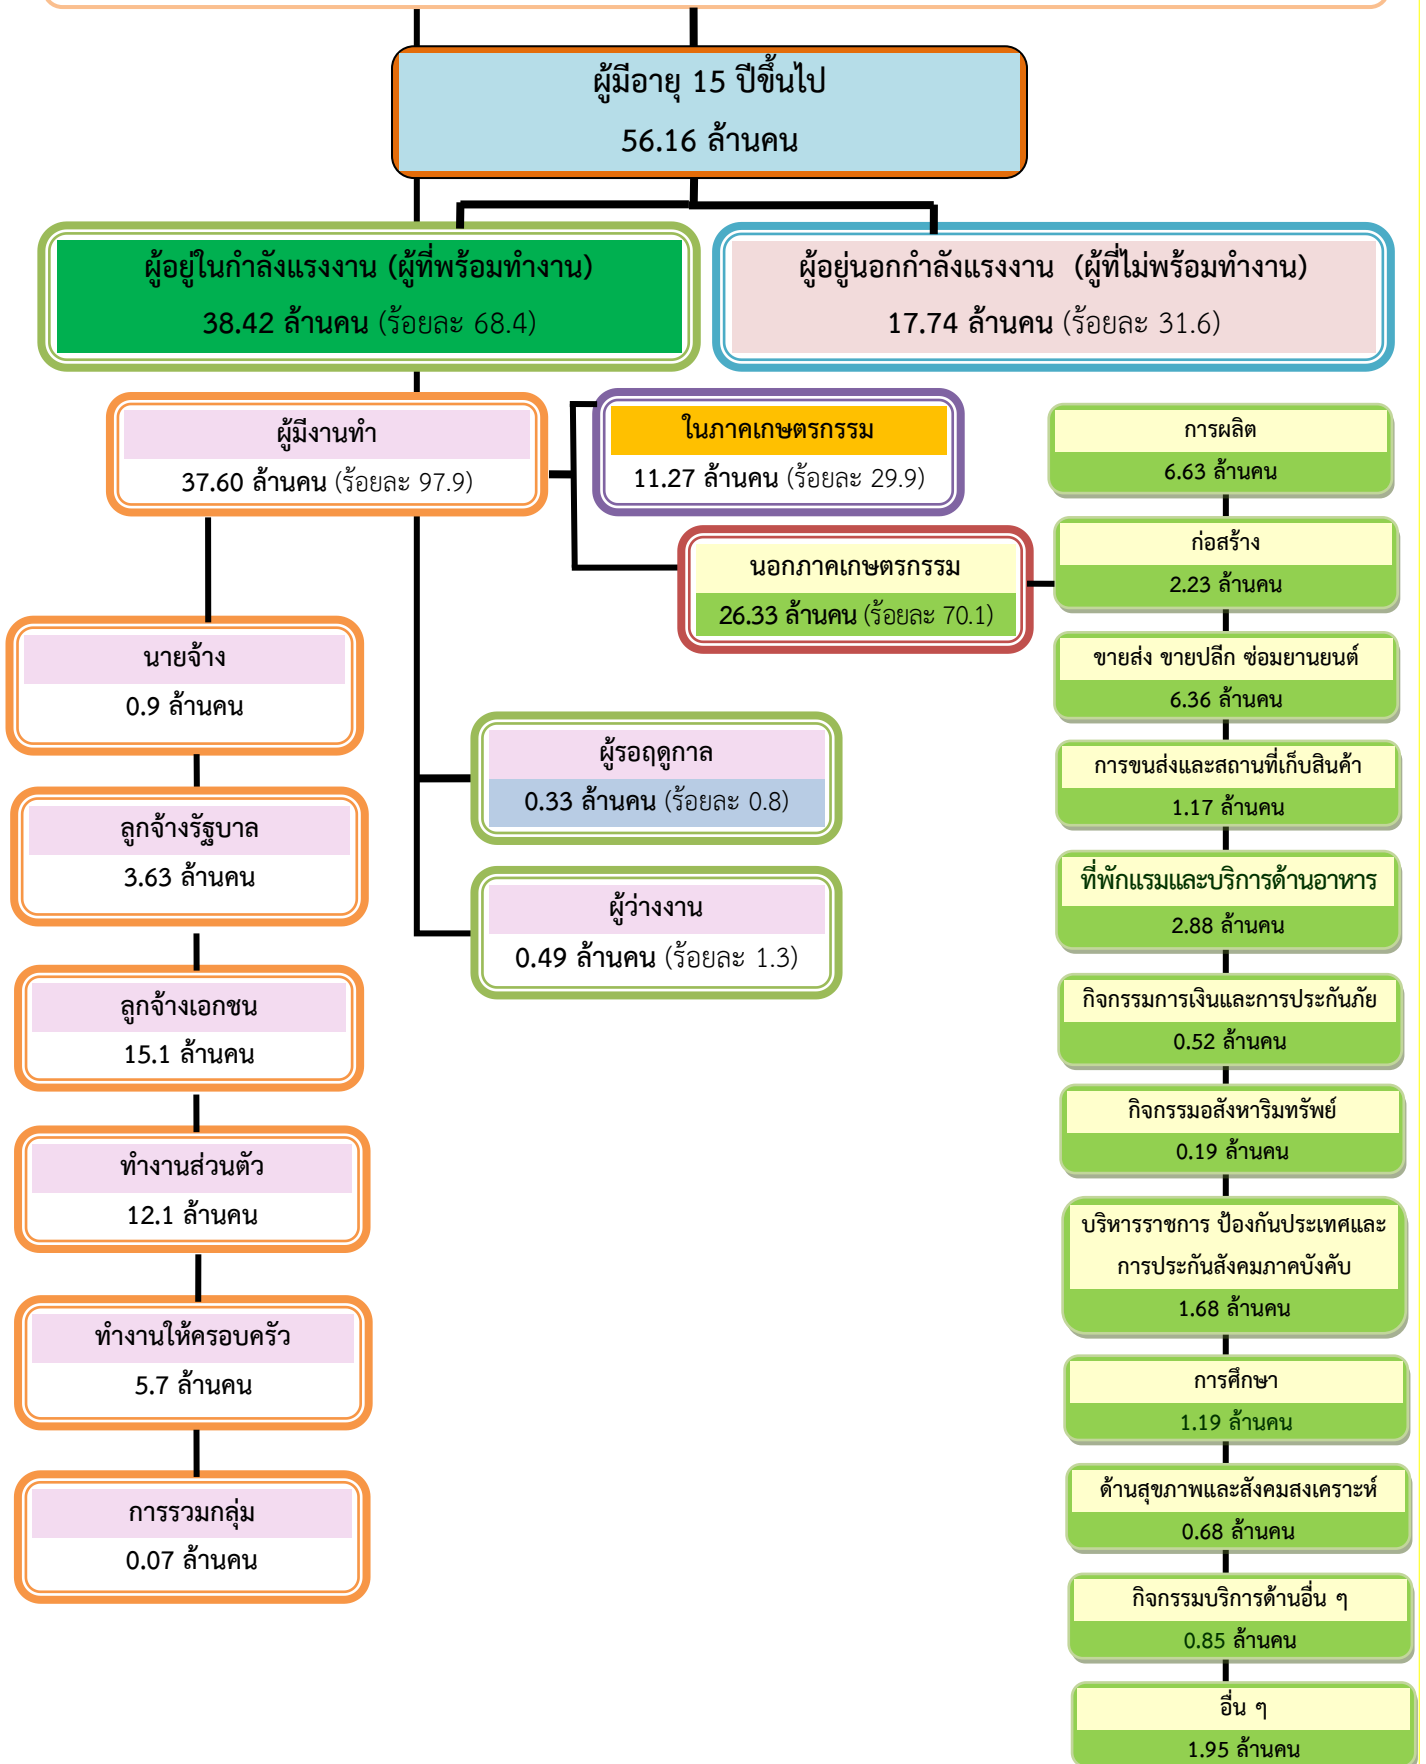 ผู้มีอายุ 15 ปีขึ้นไป
56.16 ล้านคน
ผู้อยู่ในกำลังแรงงาน (ผู้ที่พร้อมทำงาน)
38.42 ล้านคน (ร้อยละ 68.4)
ผู้อยู่นอกกำลังแรงงาน (ผู้ที่ไม่พร้อมทำงาน)
17.74 ล้านคน (ร้อยละ 31.6)
ผู้มีงานทำ
37.60 ล้านคน (ร้อยละ 97.9)
ในภาคเกษตรกรรม
11.27 ล้านคน (ร้อยละ 29.9)
นอกภาคเกษตรกรรม
26.33 ล้านคน (ร้อยละ 70.1)
นายจ้าง
0.9 ล้านคน
ลูกจ้างรัฐบาล
3.63 ล้านคน
ลูกจ้างเอกชน
15.1 ล้านคน
ทำงานส่วนตัว
12.1 ล้านคน
ทำงานให้ครอบครัว
5.7 ล้านคน
การรวมกลุ่ม
0.07 ล้านคน
ผู้รอฤดูกาล
0.33 ล้านคน (ร้อยละ 0.8)
ผู้ว่างงาน
0.49 ล้านคน (ร้อยละ 1.3)
การผลิต
6.63 ล้านคน
ก่อสร้าง
2.23 ล้านคน
ขายส่ง ขายปลีก ซ่อมยานยนต์
6.36 ล้านคน
การขนส่งและสถานที่เก็บสินค้า
1.17 ล้านคน
ที่พักแรมและบริการด้านอาหาร
2.88 ล้านคน
กิจกรรมการเงินและการประกันภัย
0.52 ล้านคน
กิจกรรมอสังหาริมทรัพย์
0.19 ล้านคน
บริหารราชการ ป้องกันประเทศและ
การประกันสังคมภาคบังคับ
1.68 ล้านคน
การศึกษา
1.19 ล้านคน
ด้านสุขภาพและสังคมสงเคราะห์
0.68 ล้านคน
กิจกรรมบริการด้านอื่น ๆ
0.85 ล้านคน
อื่น ๆ
1.95 ล้านคน